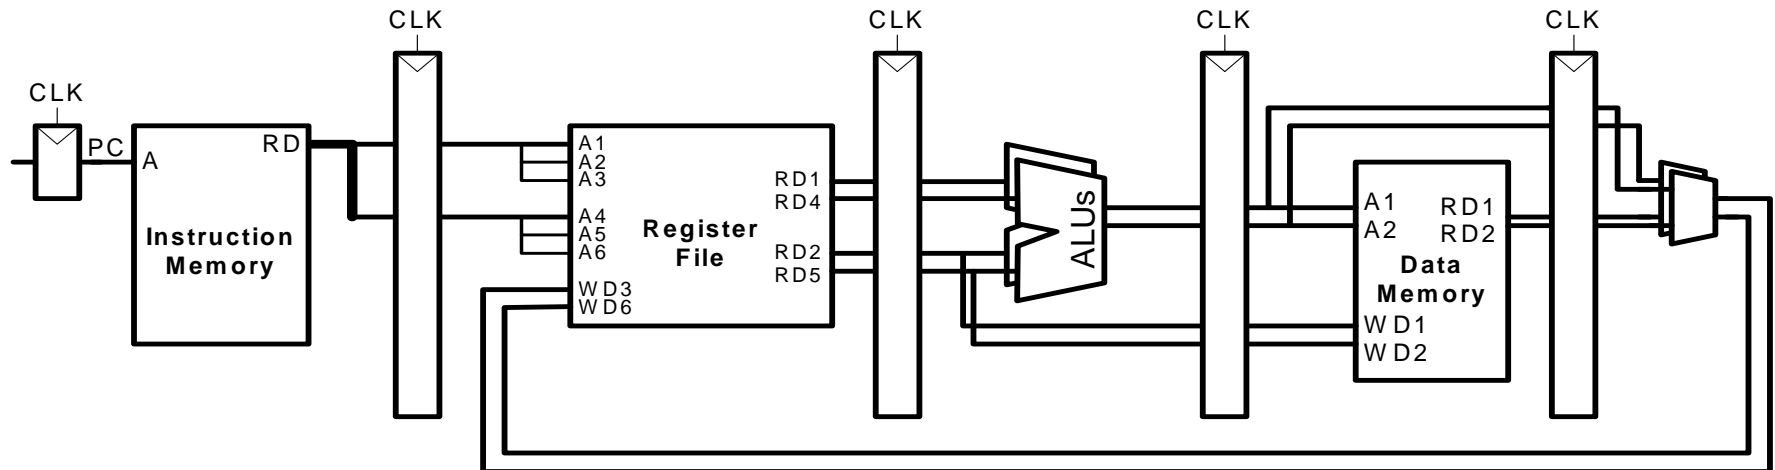 CLK
CLK
CLK
CLK
CLK
PC
A
RD
Instruction
Memory
A1
A2
A3
A4
A5
A6
WD3
WD6
Register
File
RD1
RD4
RD2
RD5
ALUs
A1
A2
RD1
RD2
Data
Memory
WD1
WD2